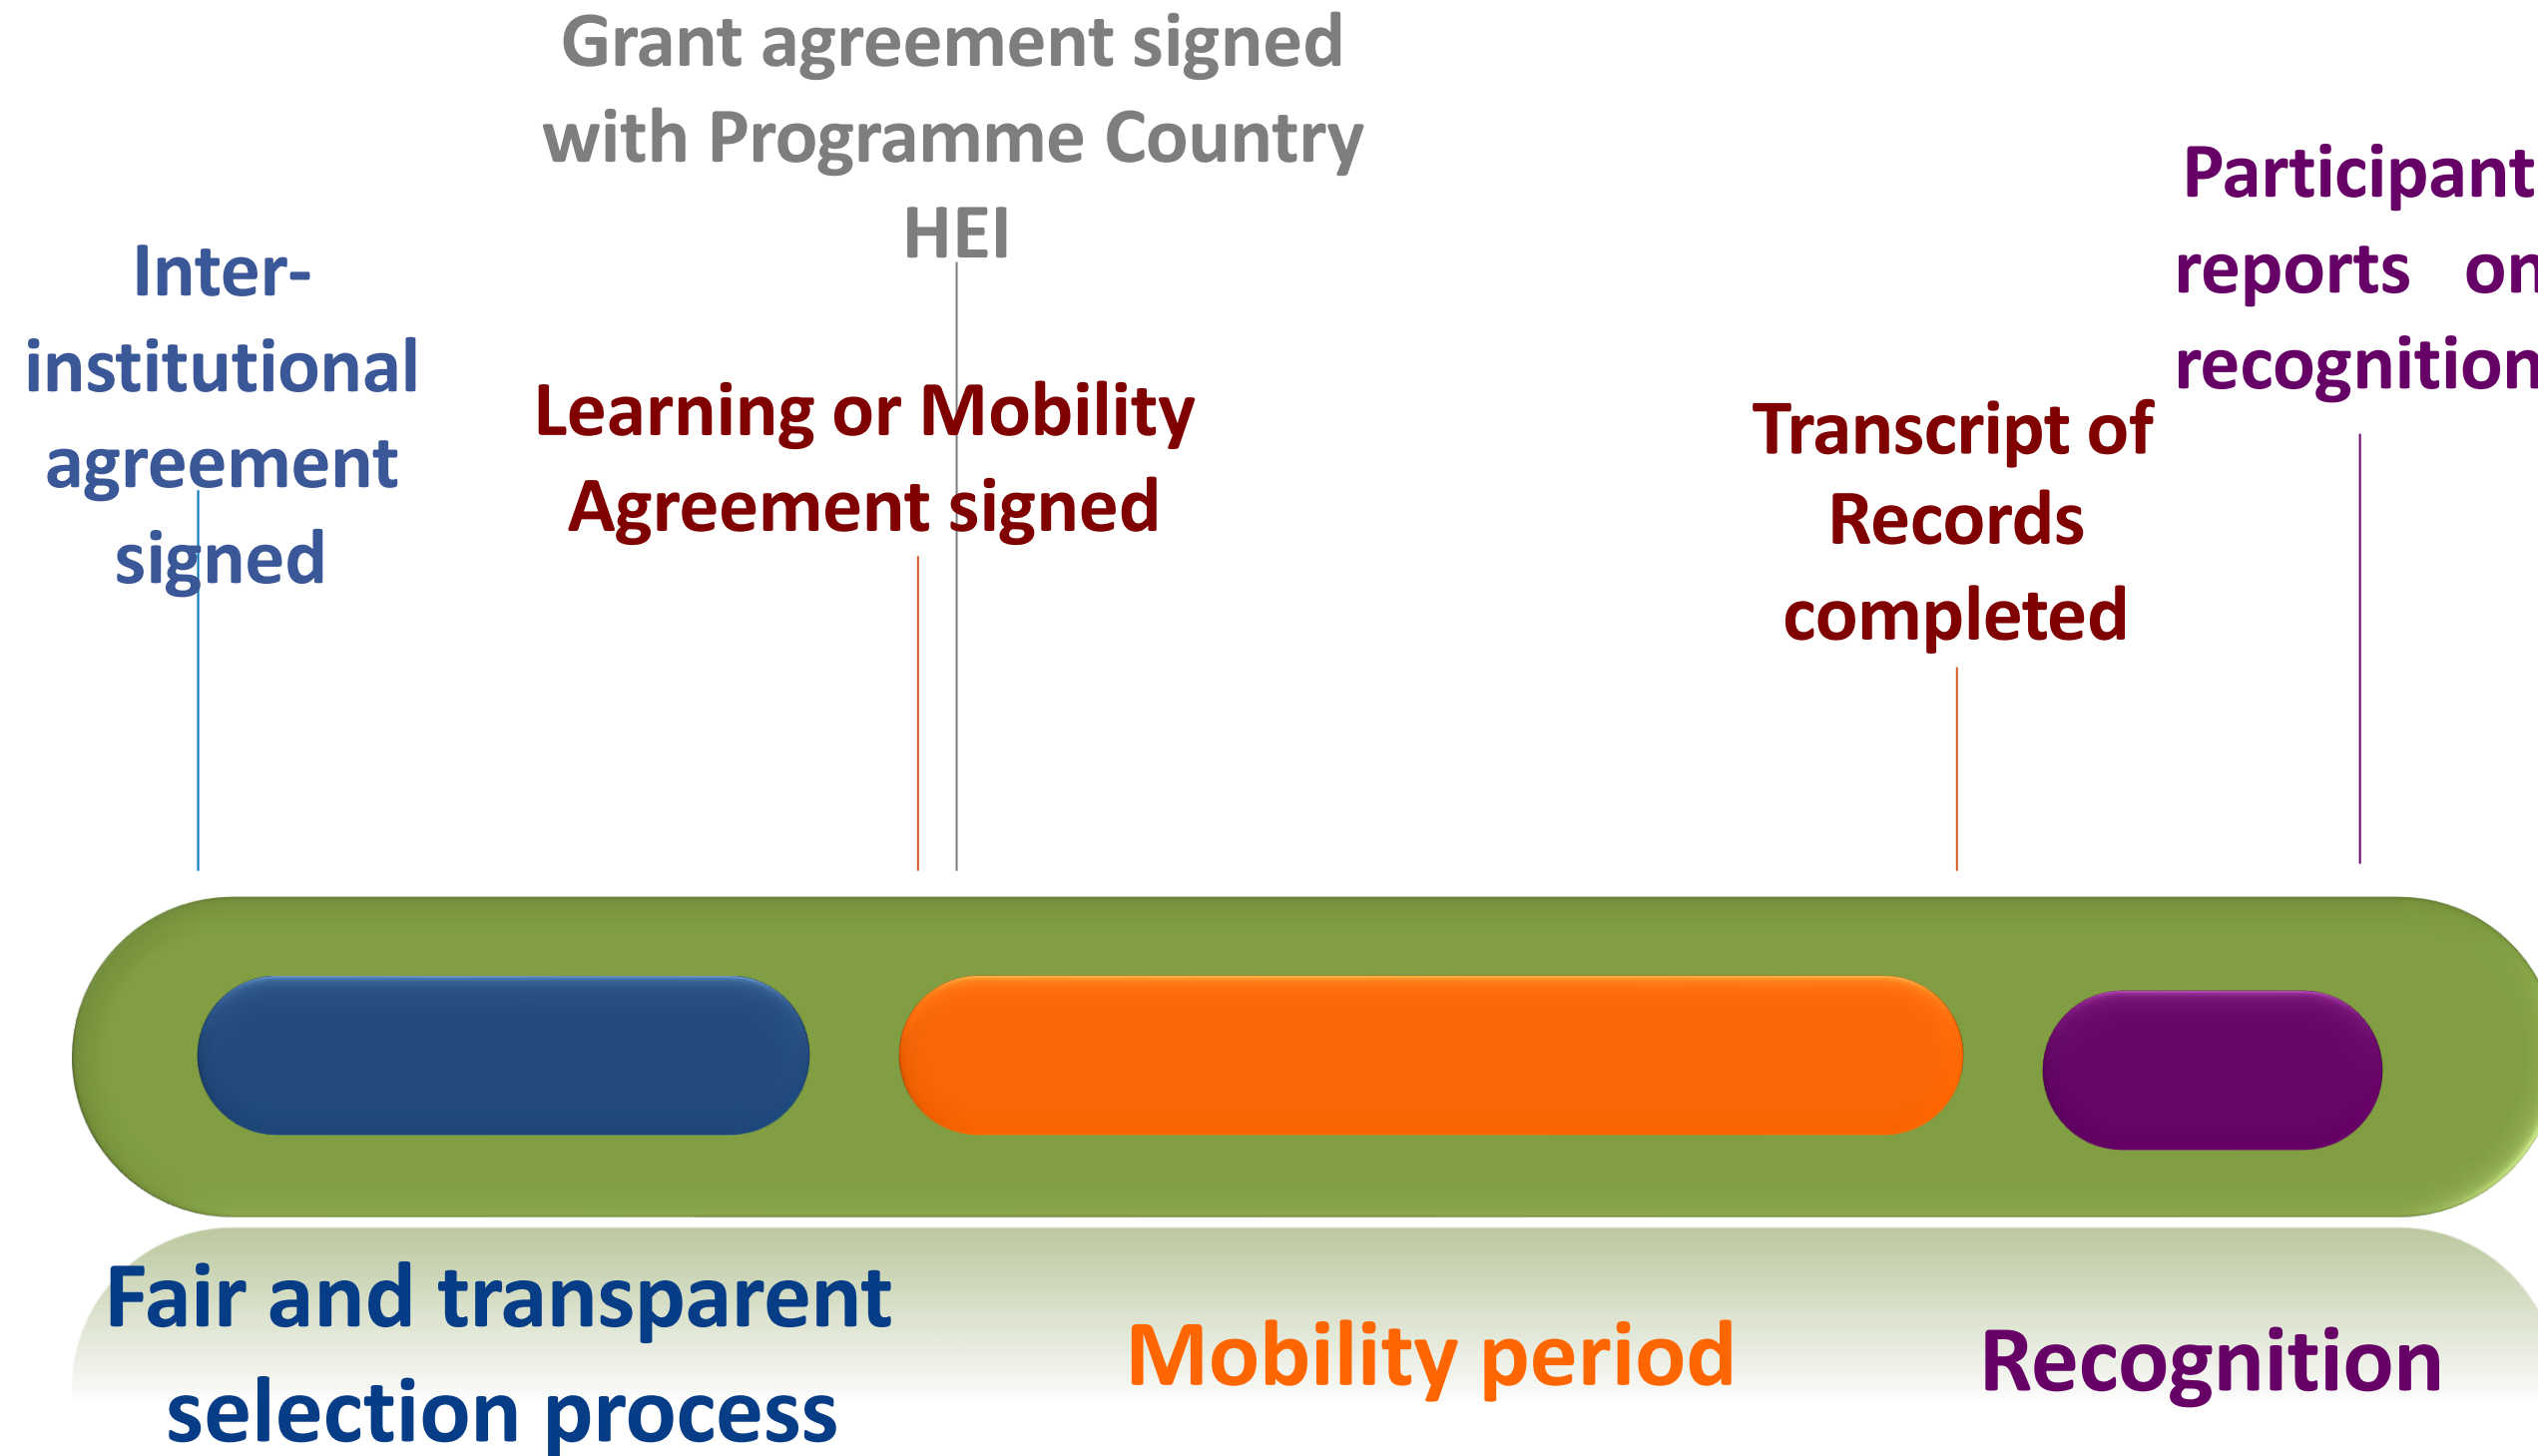 Grant agreement signed
with Programme Country
HEI
Inter-
institutional
agreement
signed
Learning or Mobility
Agreement signed
Transcript of
Records
completed
Participant
reports on
recognition
Fair and transparent
selection process
Mobility period
Recognition